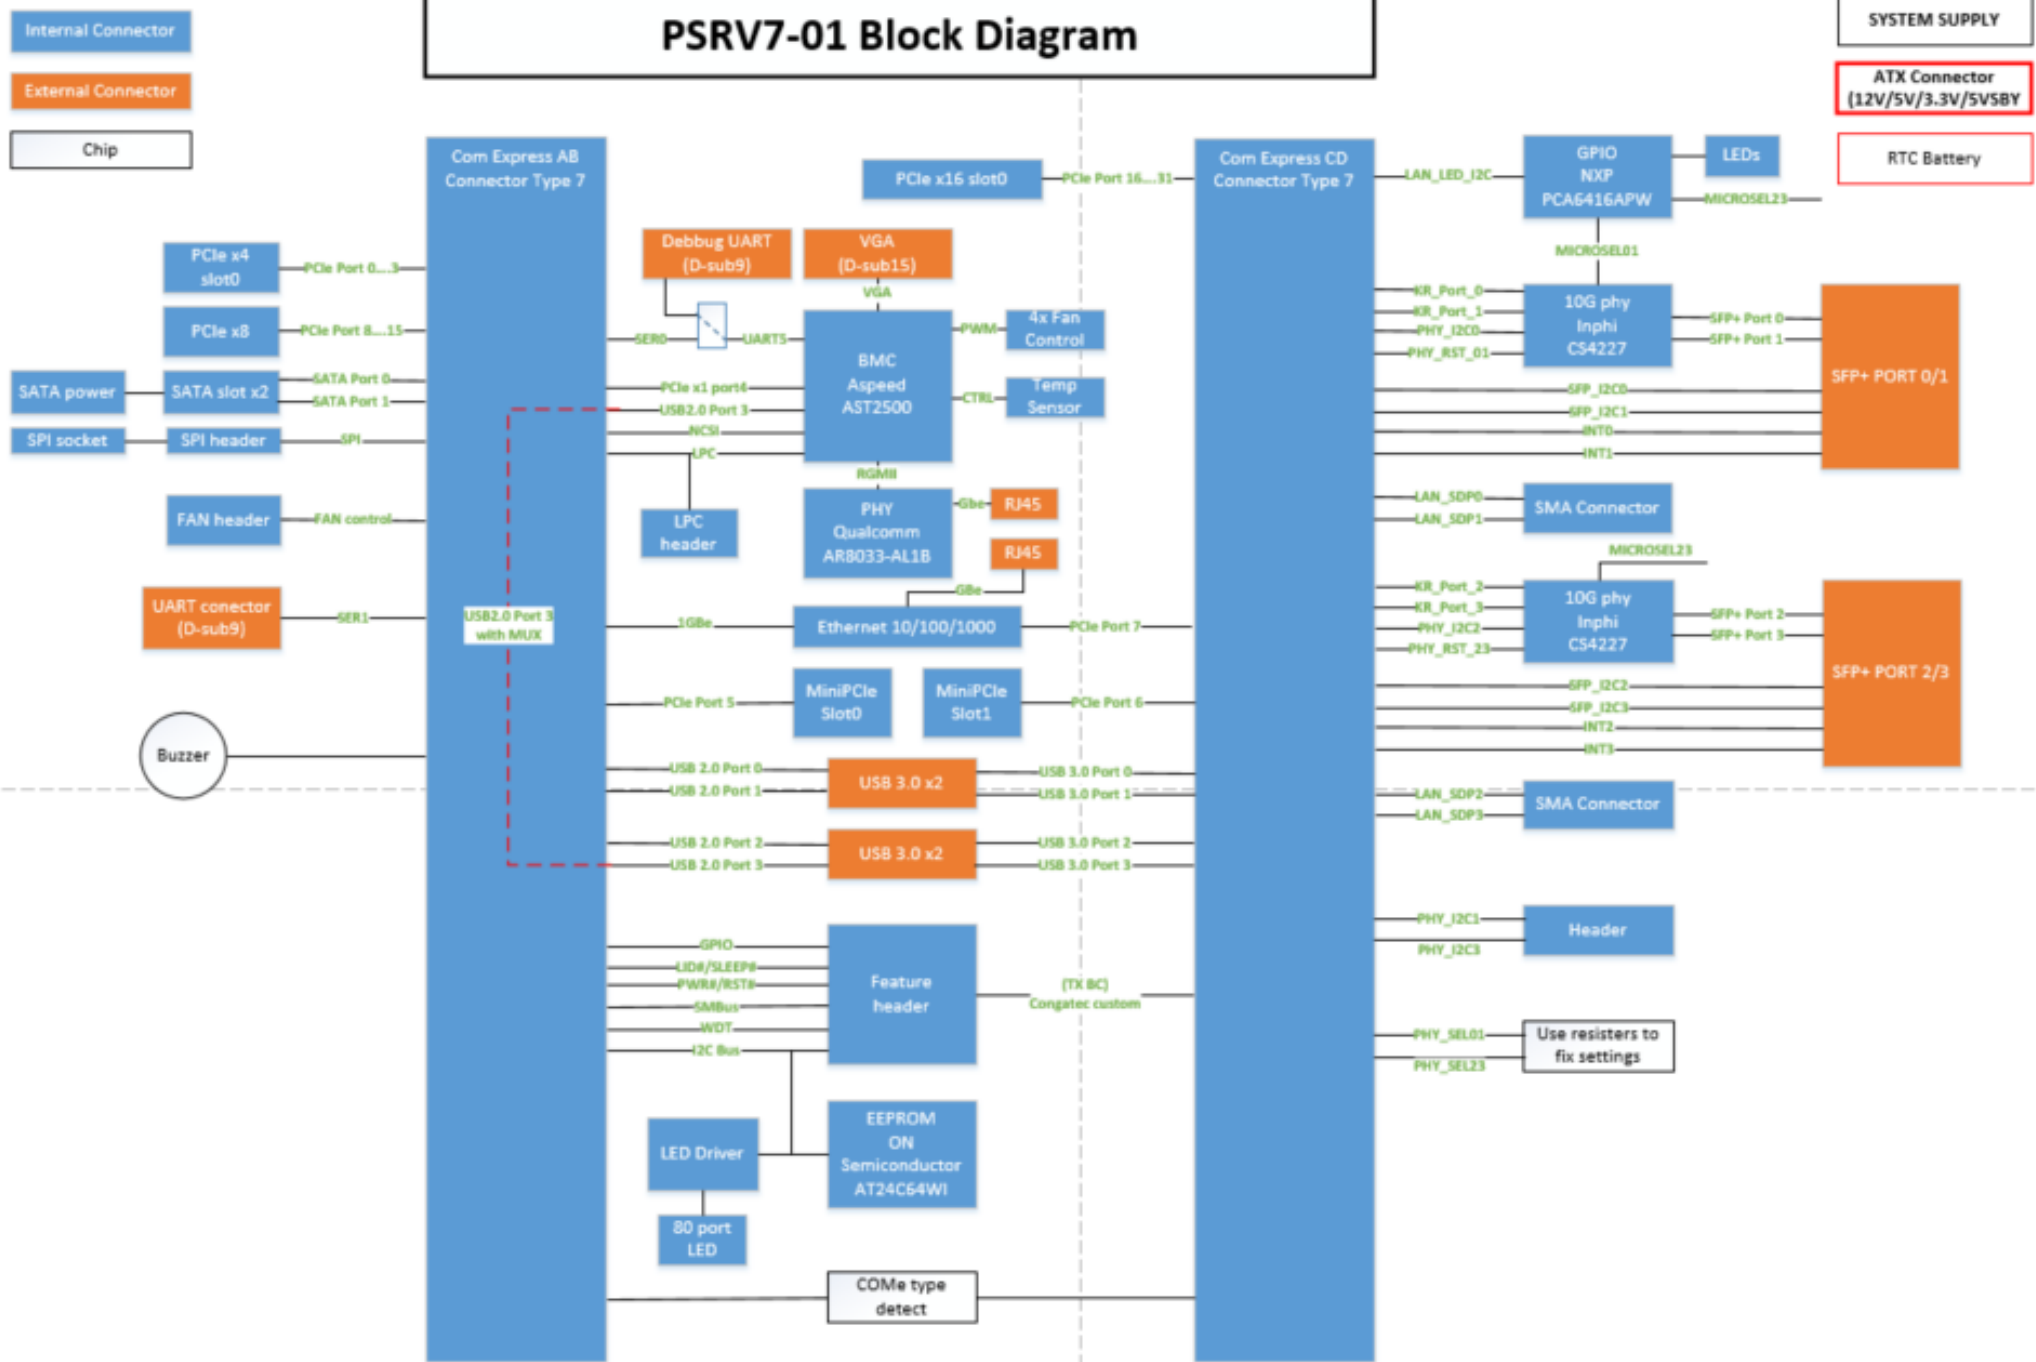 PSRV7-01 Block Diagram
Internal Connector
External Connector
Chip
SYSTEM SUPPLY
ATX Connector
(12V/5V/3.3V/5VSBY
RTC Battery
PCIe x4
slot0
PCIe Port 0....3
PCIe x8
PCIe Port 8....15
SATA power
SATA slot x2
SATA Port 0
SATA Port 1
SPI socket
SPI header
SPI
FAN header
FAN control
UART conector
(D-sub9)
SER1
Buzzer
Com Express AB
Connector Type 7
USB2.0 Port 3
with MUX
PCIe x16 slot0
PCIe Port 16....31
Debbug UART
(D-sub9)
VGA
(D-sub15)
VGA
SER0
UART5
BMC
Aspeed
AST2500
PWM
4x Fan
Control
CTRL
Temp
Sensor
PCIe x1 port4
USB2.0 Port 3
NCSI
LPC
LPC
header
RGMII
PHY
Qualcomm
AR8033-AL1B
Gbe
RJ45
RJ45
GBe
1GBe
Ethernet 10/100/1000
PCIe Port 7
PCIe Port 5
MiniPCIe
Slot0
MiniPCIe
Slot1
PCIe Port 6
USB 2.0 Port 0
USB 2.0 Port 1
USB 3.0 x2
USB 3.0 Port 0
USB 3.0 Port 1
USB 2.0 Port 2
USB 2.0 Port 3
USB 3.0 x2
USB 3.0 Port 2
USB 3.0 Port 3
GPIO
LID#/SLEEP#
PWR#/RST#
SMBus
WDT
I2C Bus
Feature
header
(TX BC)
Congatec custom
LED Driver
80 port
LED
EEPROM
ON
Semiconductor
AT24C64WI
COMe type
detect
Com Express CD
Connector Type 7
LAN_LED_I2C
GPIO
NXP
PCA6416APW
LEDs
MICROSEL23
MICROSEL01
KR_Port_0
KR_Port_1
PHY_I2C0
PHY_RST_01
10G phy
Inphi
CS4227
SFP+ Port 0
SFP+ Port 1
SFP+ PORT 0/1
SFP_I2C0
SFP_I2C1
INT0
INT1
LAN_SDP0
LAN_SDP1
SMA Connector
MICROSEL23
KR_Port_2
KR_Port_3
PHY_I2C2
PHY_RST_23
10G phy
Inphi
CS4227
SFP+ Port 2
SFP+ Port 3
SFP+ PORT 2/3
SFP_I2C2
SFP_I2C3
INT2
INT3
LAN_SDP2
LAN_SDP3
SMA Connector
PHY_I2C1
PHY_I2C3
Header
PHY_SEL01
PHY_SEL23
Use resisters to
fix settings